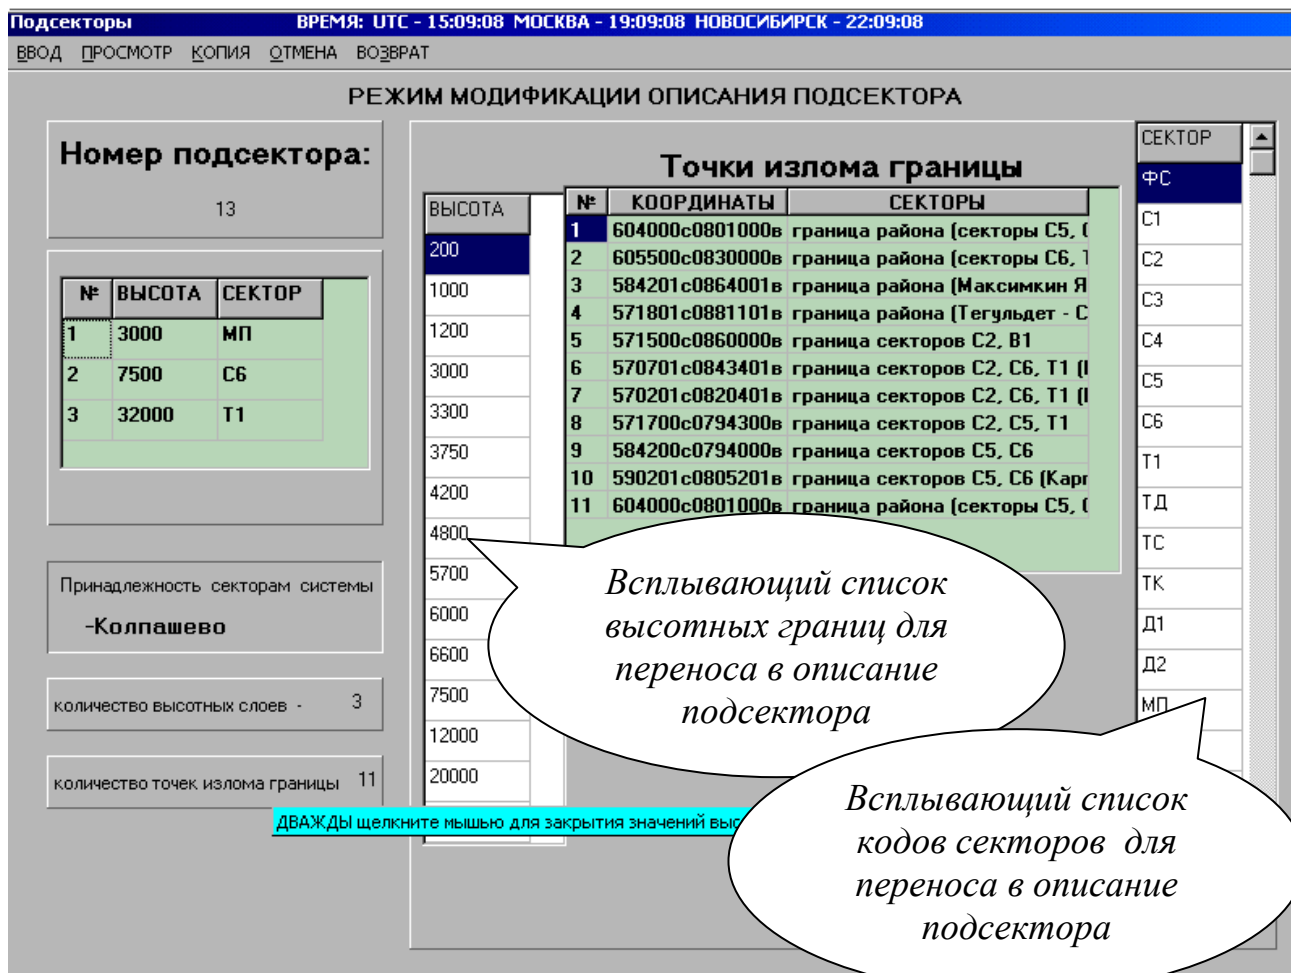 Подсекторы ВРЕМЯ: UTC - 15:09:08 МОСКВА - 19:09:08 НОВОСИБИРСК - 22:09:08
ВВОД ПРОСМОТР КОПИЯ ОТМЕНА ВОЗВРАТ
РЕЖИМ МОДИФИКАЦИИ ОПИСАНИЯ ПОДСЕКТОРА
Номер подсектора:
13
№ ВЫСОТА СЕКТОР
1 3000 МП
2 7500 С6
3 32000 Т1
Принадлежность секторам системы
-Колпашево
количество высотных слоев - 3
количество точек излома границы 11
ВЫСОТА
200
1000
1200
3000
3300
3750
4200
4800
5700
6000
6600
7500
12000
20000
Точки излома границы
№ КООРДИНАТЫ СЕКТОРЫ
1 604000с0801000в граница района (секторы С5,
2 605500с0830000в граница района (секторы С6,
3 584201с0864001в граница района (Максимкин Я
4 571801с0881101в граница района (Тегульдет - С
5 571500с0860000в граница секторов С2, В1
6 570701с0843401в граница секторов С2, С6, Т1 (
7 570201с0820401в граница секторов С2, С6, Т1 (
8 571700с0794300в граница секторов С2, С5, Т1
9 584200с0794000в граница секторов С5, С6
10 590201с0805201в граница секторов С5, С6 (Карг
11 604000с0801000в граница района (секторы С5,
СЕКТОР
ФС
С1
С2
С3
С4
С5
С6
Т1
ТД
ТС
ТК
Д1
Д2
МП
Всплывающий список
высотных границ для
переноса в описание
подсектора
ДВАЖДЫ щелкните мышью для закрытия значений выс
Всплывающий список
кодов секторов для
переноса в описание
подсектора